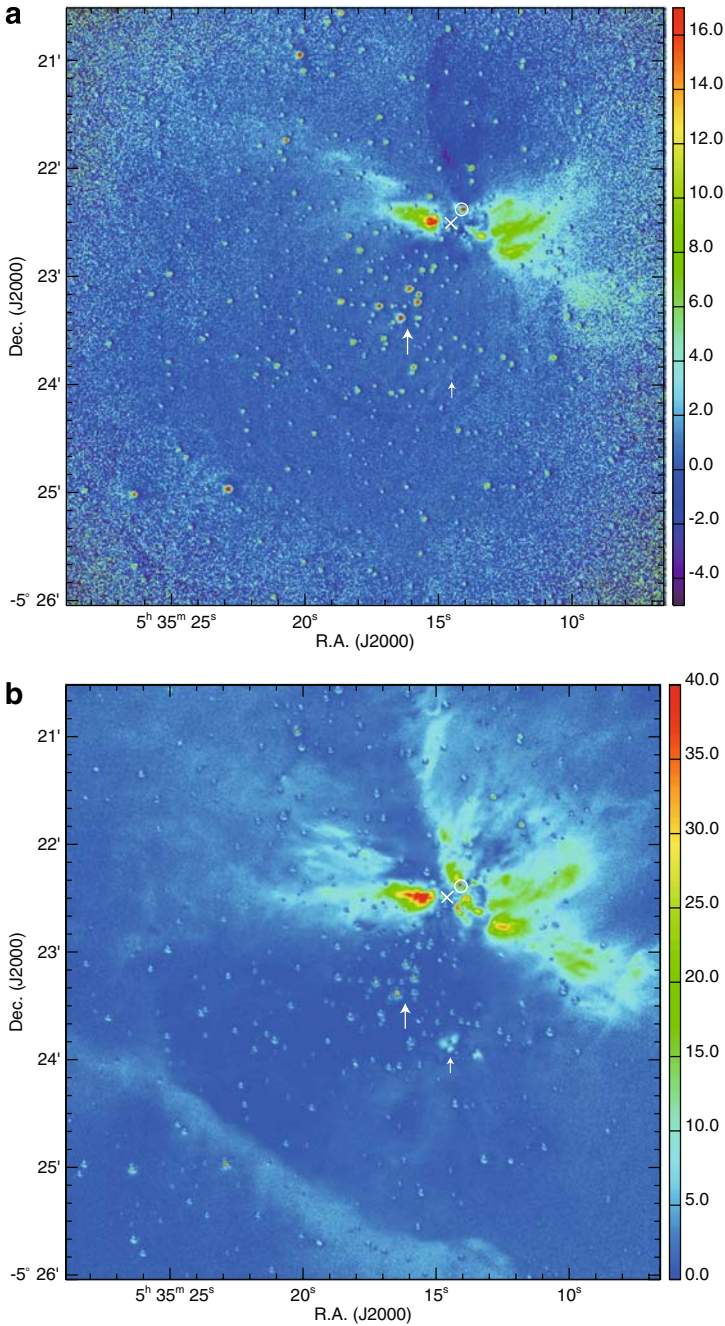 a
21'
22'
23'
24'
25'
-5° 26'
Dec. (J2000)
5ʰ 35ᵐ 25ˢ
20ˢ
15ˢ
10ˢ
R.A. (J2000)
16.0
14.0
12.0
10.0
8.0
6.0
4.0
2.0
0.0
-2.0
-4.0
b
21'
22'
23'
24'
25'
-5° 26'
Dec. (J2000)
5ʰ 35ᵐ 25ˢ
20ˢ
15ˢ
10ˢ
R.A. (J2000)
40.0
35.0
30.0
25.0
20.0
15.0
10.0
5.0
0.0